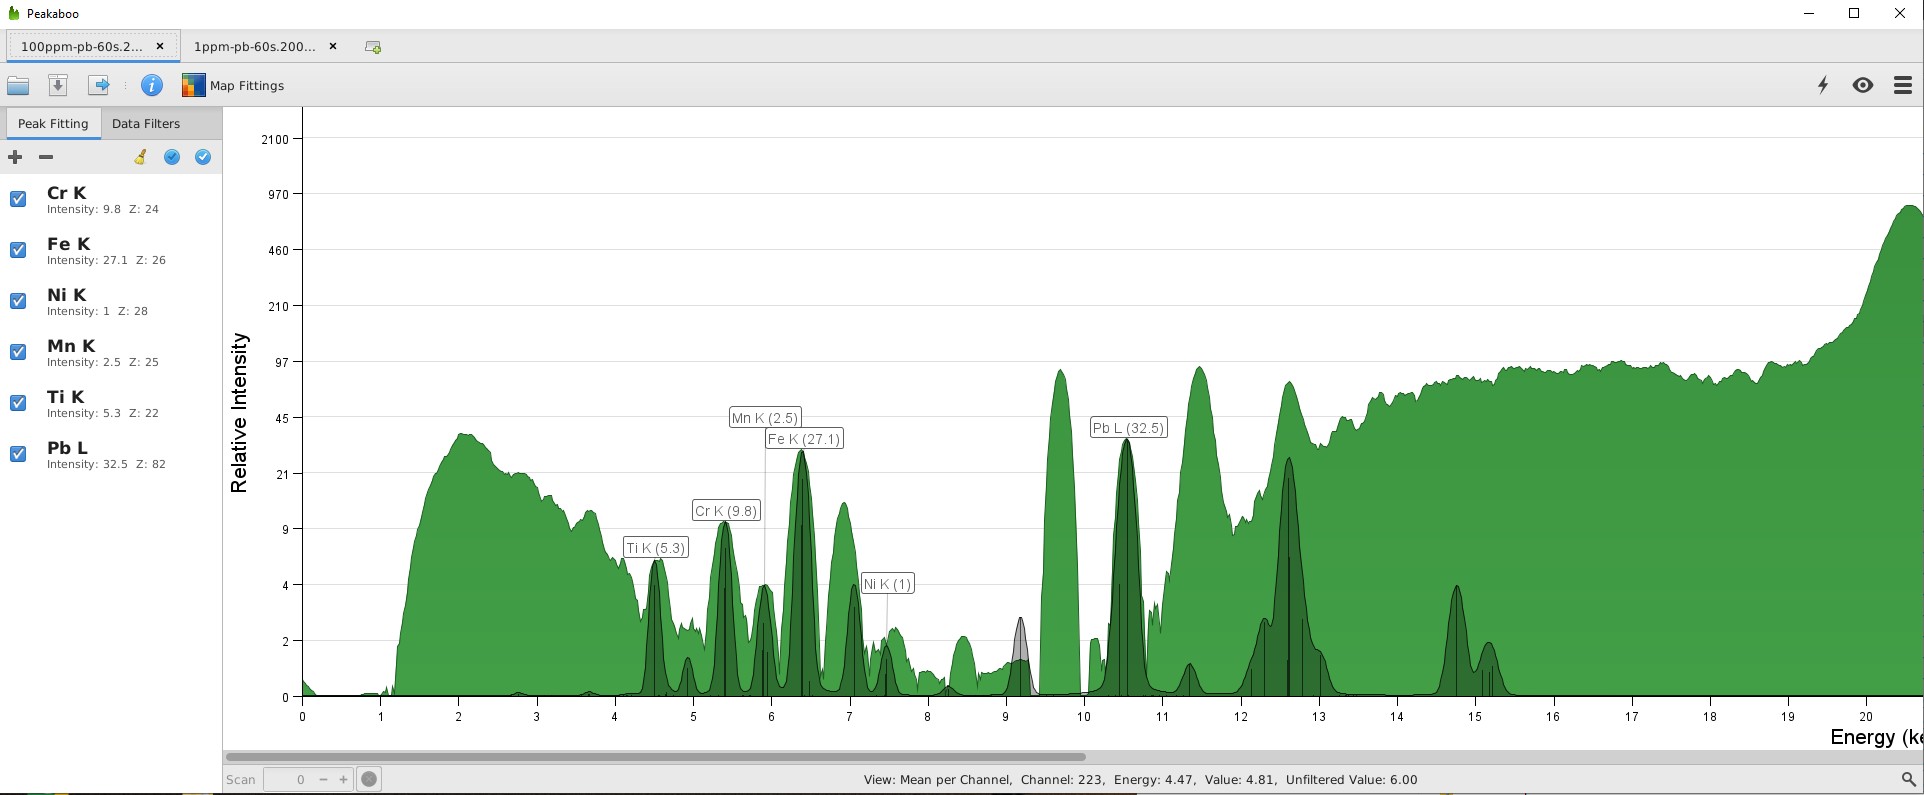 Peakaboo
100ppm-pb-60s.2... 1ppm-pb-60s.200...
Map Fittings
Peak Fitting Data Filters
Cr K
Intensity: 9.8 Z: 24
Fe K
Intensity: 27.1 Z: 26
Ni K
Intensity: 1 Z: 28
Mn K
Intensity: 2.5 Z: 25
Ti K
Intensity: 5.3 Z: 22
Pb L
Intensity: 32.5 Z: 82
Relative Intensity
2100
970
460
210
97
45
21
9
4
2
0
Mn K (2.5)
Fe K (27.1)
Pb L (32.5)
Cr K (9.8)
Ti K (5.3)
Ni K (1)
0 1 2 3 4 5 6 7 8 9 10 11 12 13 14 15 16 17 18 19 20
Energy (ke
Scan 0
View: Mean per Channel, Channel: 223, Energy: 4.47, Value: 4.81, Unfiltered Value: 6.00